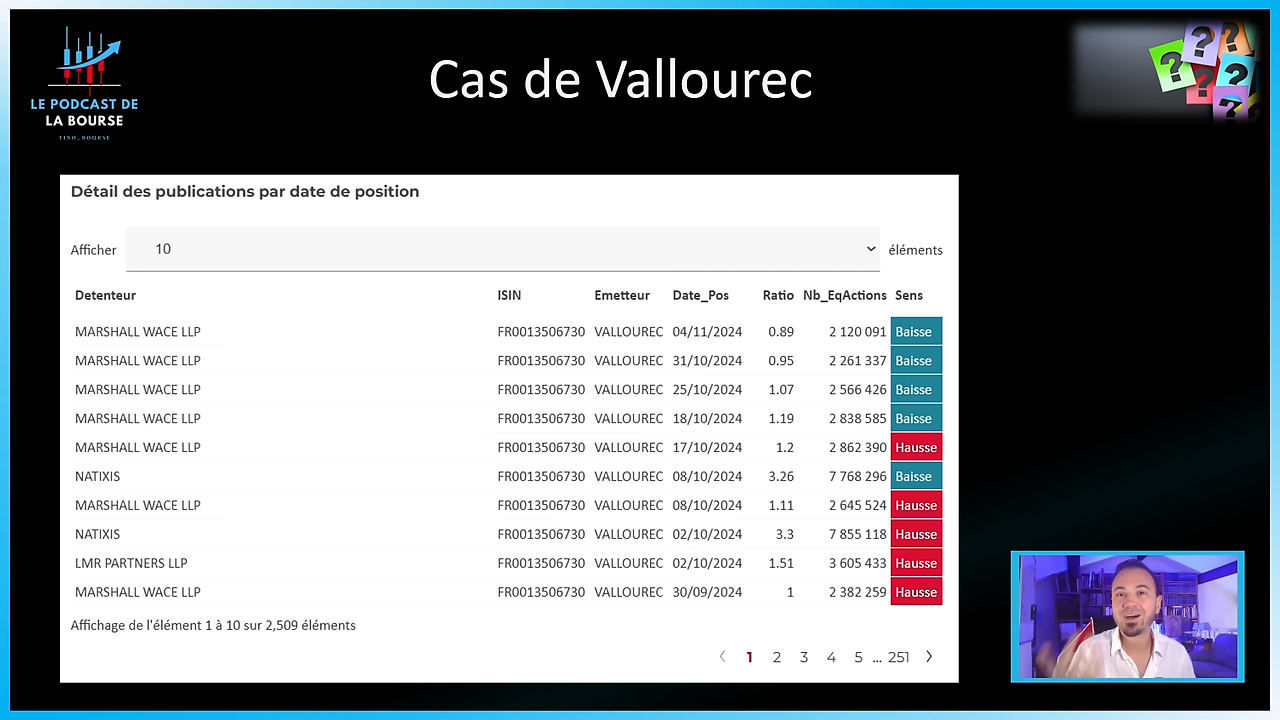 LE PODCAST DE
LA BOURSE
TINO_BOURSE
Cas de Vallourec
? ? ? ? ?
Détail des publications par date de position
Afficher 10 éléments
Detenteur ISIN Emetteur Date_Pos Ratio Nb_EqActions Sens
MARSHALL WACE LLP FR0013506730 VALLOUREC 04/11/2024 0.89 2 120 091 Baisse
MARSHALL WACE LLP FR0013506730 VALLOUREC 31/10/2024 0.95 2 261 337 Baisse
MARSHALL WACE LLP FR0013506730 VALLOUREC 25/10/2024 1.07 2 566 426 Baisse
MARSHALL WACE LLP FR0013506730 VALLOUREC 18/10/2024 1.19 2 838 585 Baisse
MARSHALL WACE LLP FR0013506730 VALLOUREC 17/10/2024 1.2 2 862 390 Hausse
NATIXIS FR0013506730 VALLOUREC 08/10/2024 3.26 7 768 296 Baisse
MARSHALL WACE LLP FR0013506730 VALLOUREC 08/10/2024 1.11 2 645 524 Hausse
NATIXIS FR0013506730 VALLOUREC 02/10/2024 3.3 7 855 118 Hausse
LMR PARTNERS LLP FR0013506730 VALLOUREC 02/10/2024 1.51 3 605 433 Hausse
MARSHALL WACE LLP FR0013506730 VALLOUREC 30/09/2024 1 2 382 259 Hausse
Affichage de l'élément 1 à 10 sur 2,509 éléments
1 2 3 4 5 ... 251